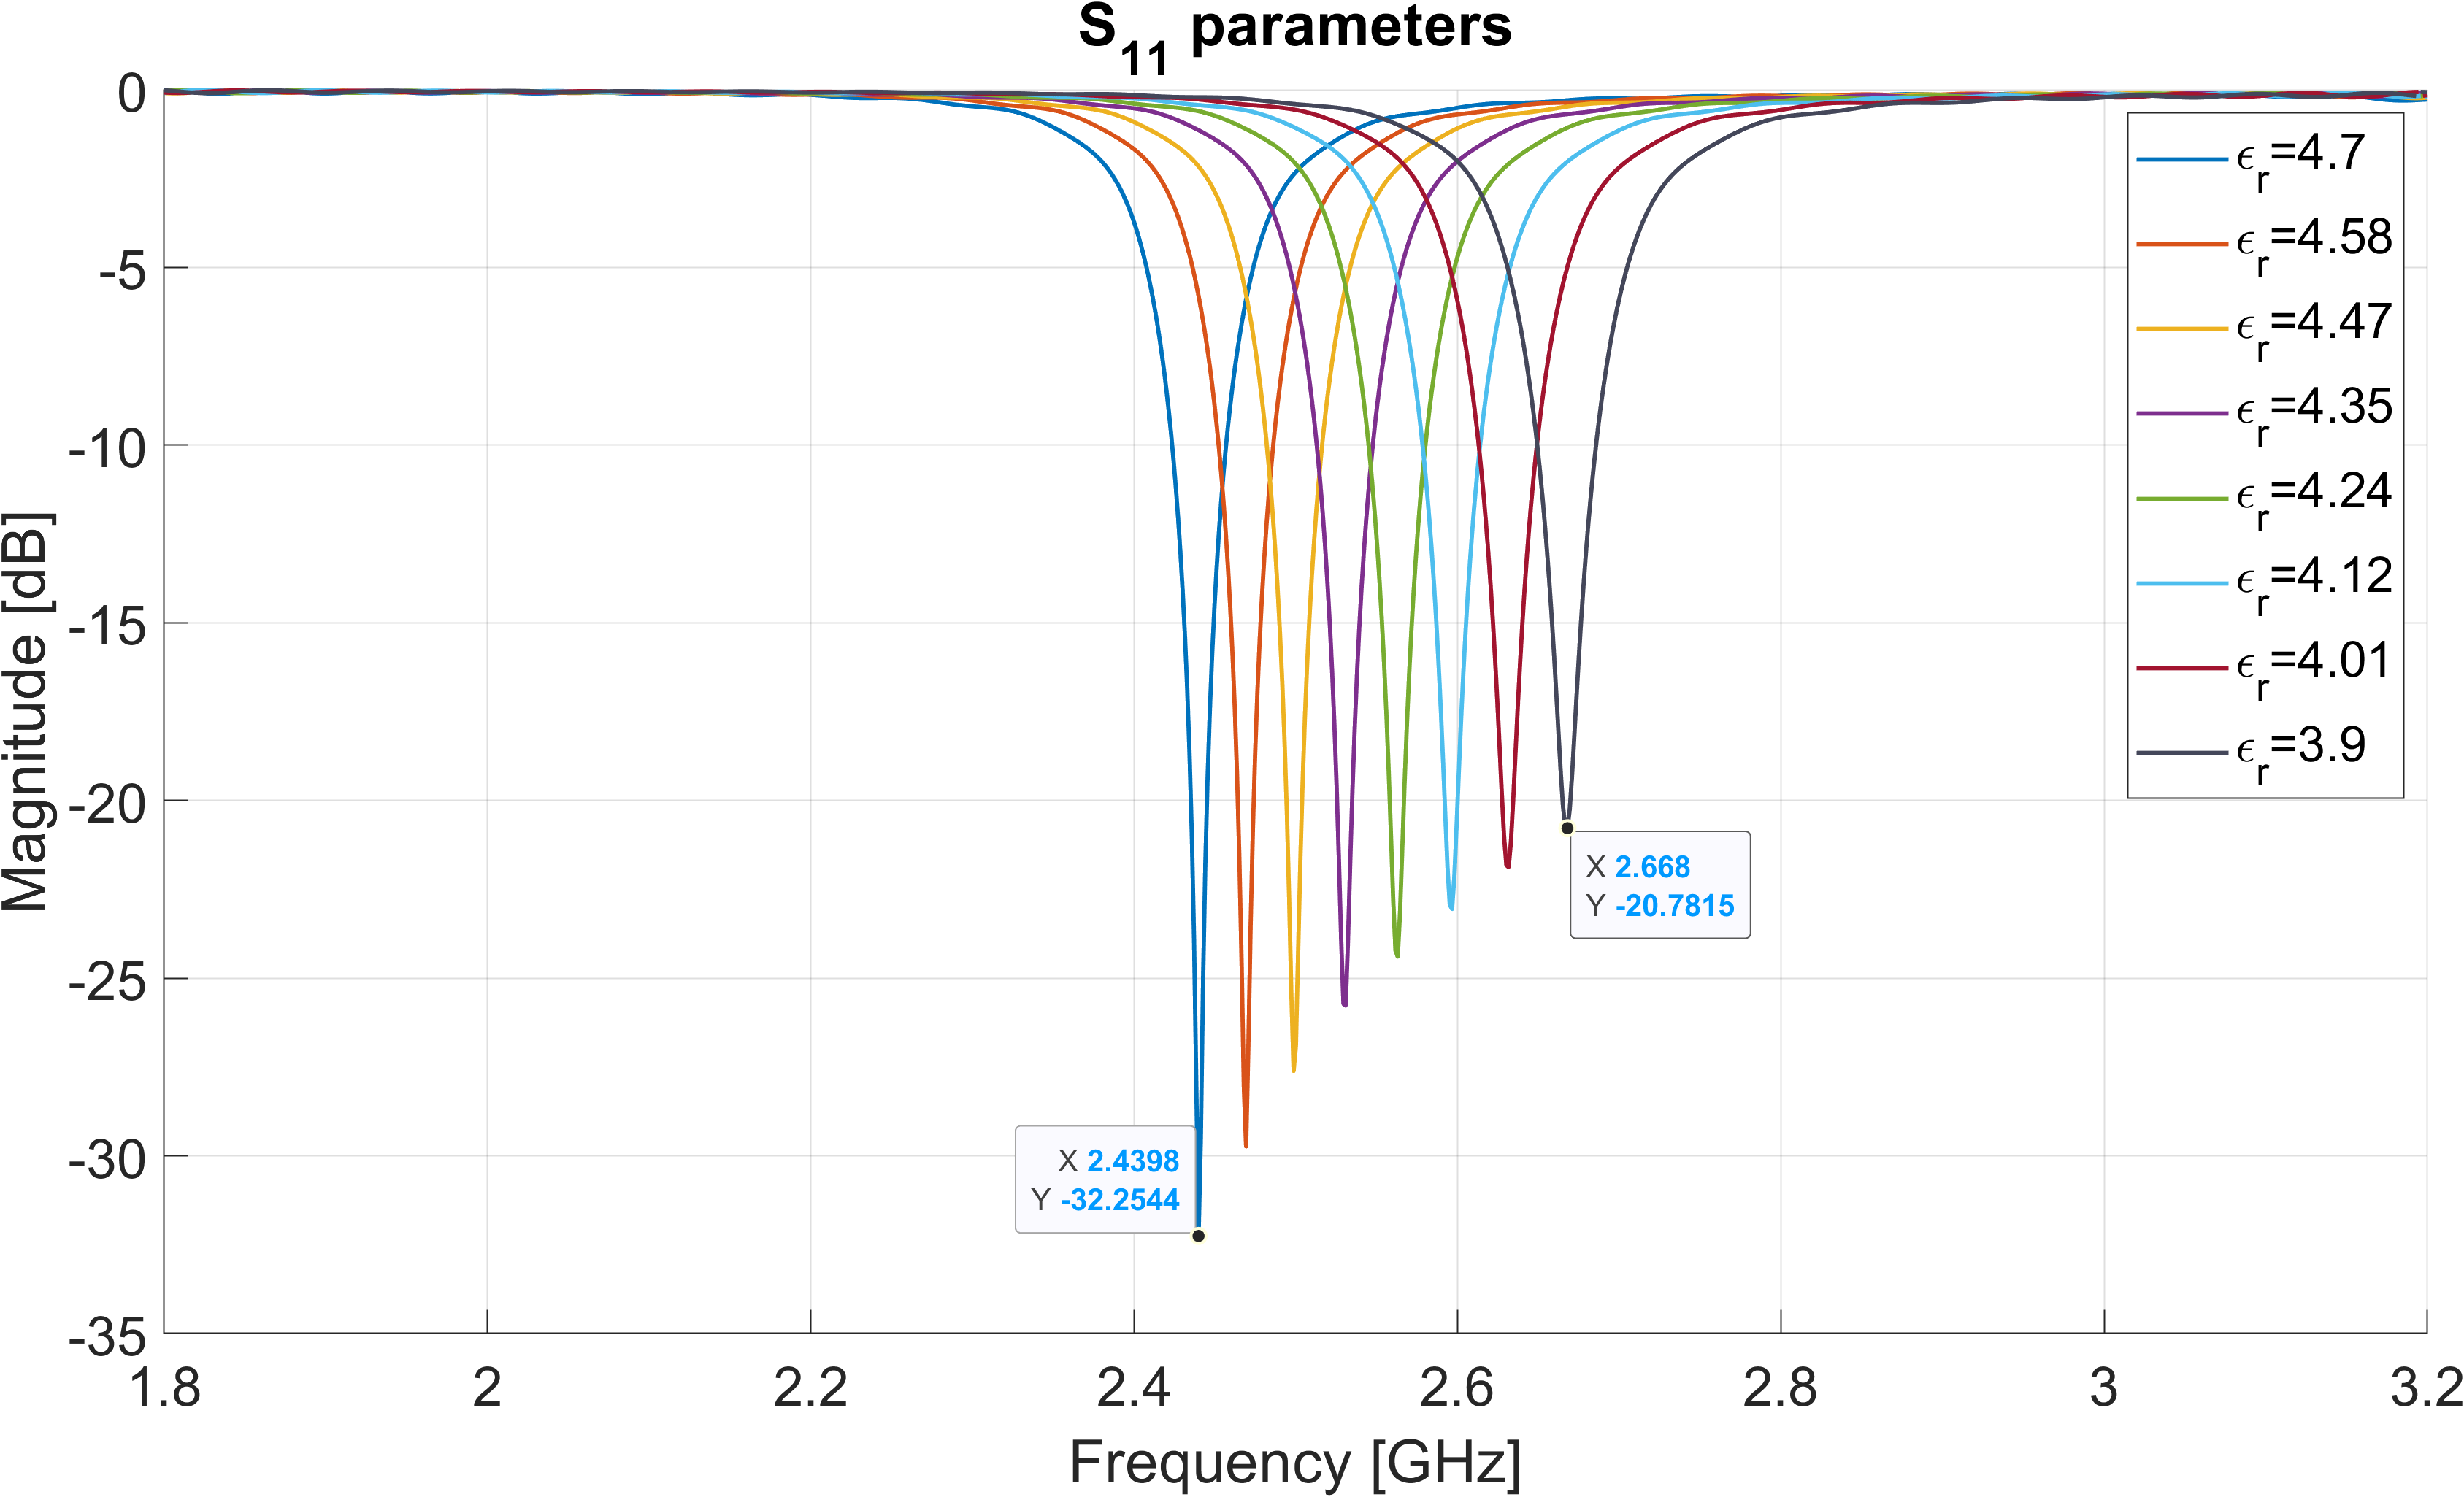 S11 parameters
0
-5
-10
-15
-20
-25
-30
-35
Magnitude [dB]
1.8 2 2.2 2.4 2.6 2.8 3 3.2
Frequency [GHz]
ϵr=4.7
ϵr=4.58
ϵr=4.47
ϵr=4.35
ϵr=4.24
ϵr=4.12
ϵr=4.01
ϵr=3.9
X 2.668
Y -20.7815
X 2.4398
Y -32.2544